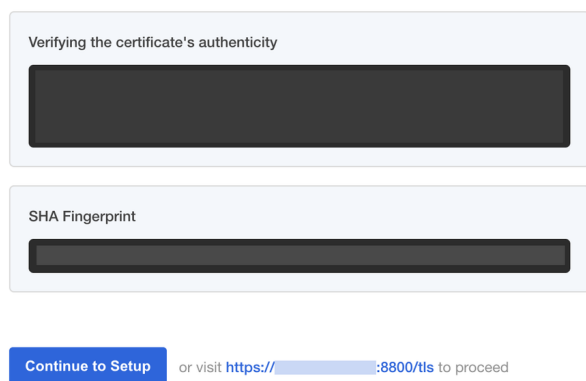 Verifying the certificate's authenticity
SHA Fingerprint
Continue to Setup or visit https:// :8800/tls to proceed